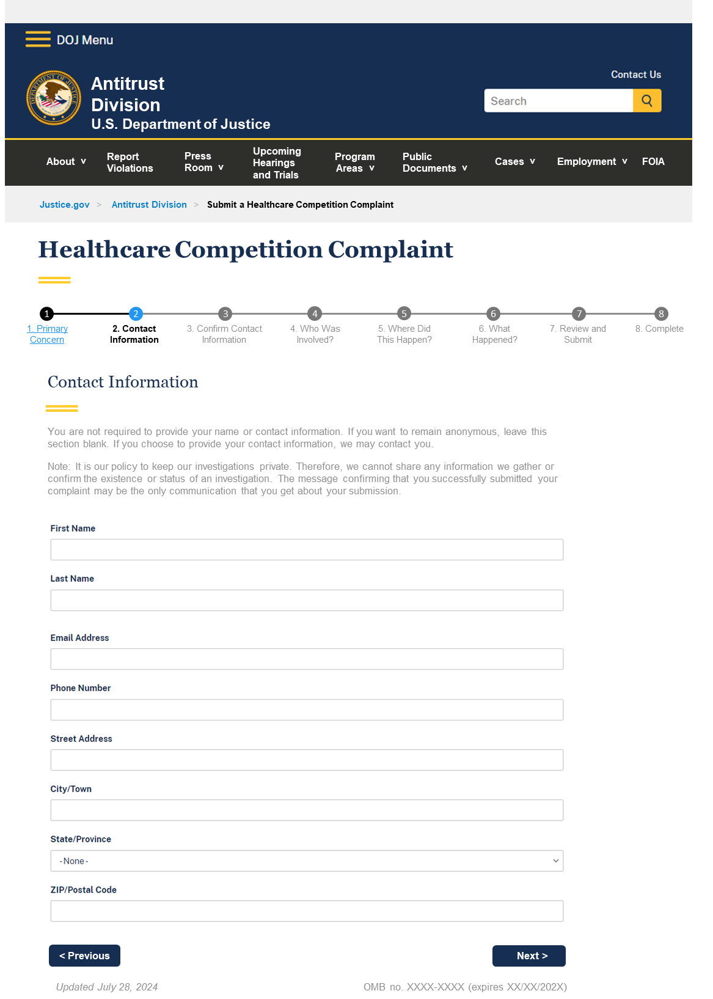 DOJ Menu
Antitrust
Division
U.S. Department of Justice
Contact Us
Search
About v
Report
Violations
Press
Room v
Upcoming
Hearings
and Trials
Program
Areas v
Public
Documents v
Cases v
Employment v
FOIA
Justice.gov > Antitrust Division > Submit a Healthcare Competition Complaint
Healthcare Competition Complaint
1 2 3 4 5 6 7 8
1. Primary
Concern
2. Contact
Information
3. Confirm Contact
Information
4. Who Was
Involved?
5. Where Did
This Happen?
6. What
Happened?
7. Review and
Submit
8. Complete
Contact Information
You are not required to provide your name or contact information. If you want to remain anonymous, leave this
section blank. If you choose to provide your contact information, we may contact you.
Note: It is our policy to keep our investigations private. Therefore, we cannot share any information we gather or
confirm the existence or status of an investigation. The message confirming that you successfully submitted your
complaint may be the only communication that you get about your submission.
First Name
Last Name
Email Address
Phone Number
Street Address
City/Town
State/Province
- None -
ZIP/Postal Code
< Previous
Next >
Updated July 28, 2024
OMB no. XXXX-XXXX (expires XX/XX/202X)